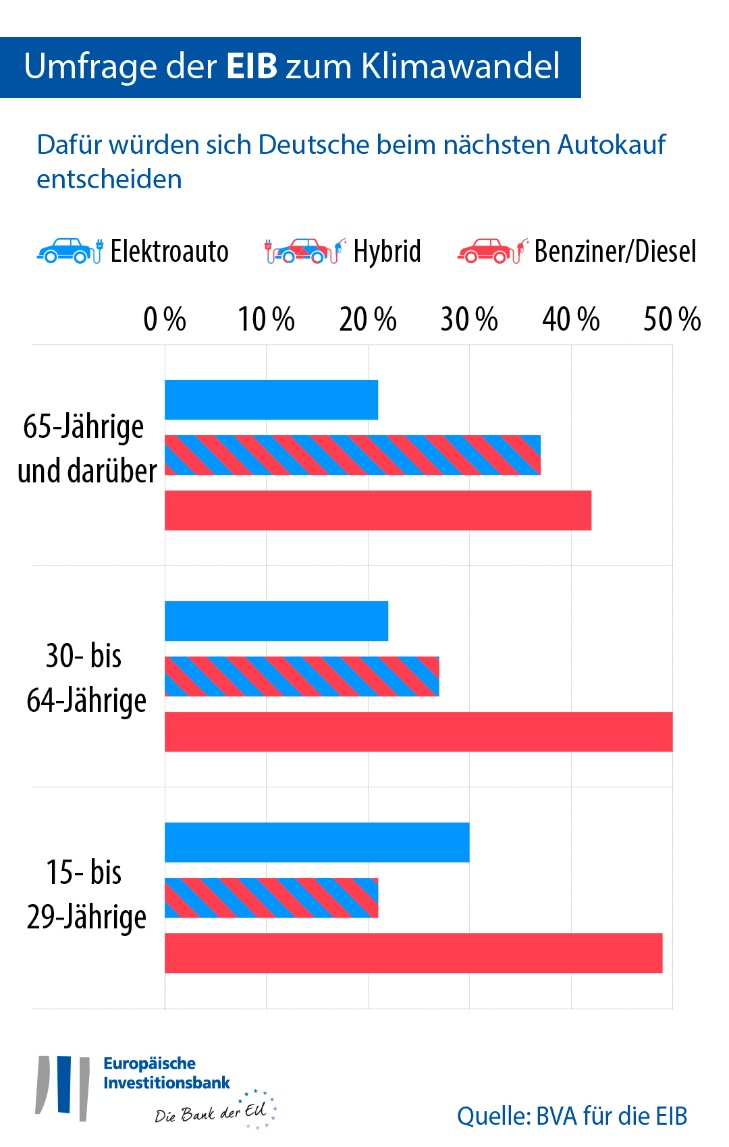 Umfrage der EIB zum Klimawandel
Dafür würden sich Deutsche beim nächsten Autokauf
entscheiden
Elektroauto Hybrid Benziner/Diesel
0 % 10 % 20 % 30 % 40 % 50 %
65-Jährige
und darüber
30- bis
64-Jährige
15- bis
29-Jährige
Europäische
Investitionsbank
Die Bank der EU
Quelle: BVA für die EIB